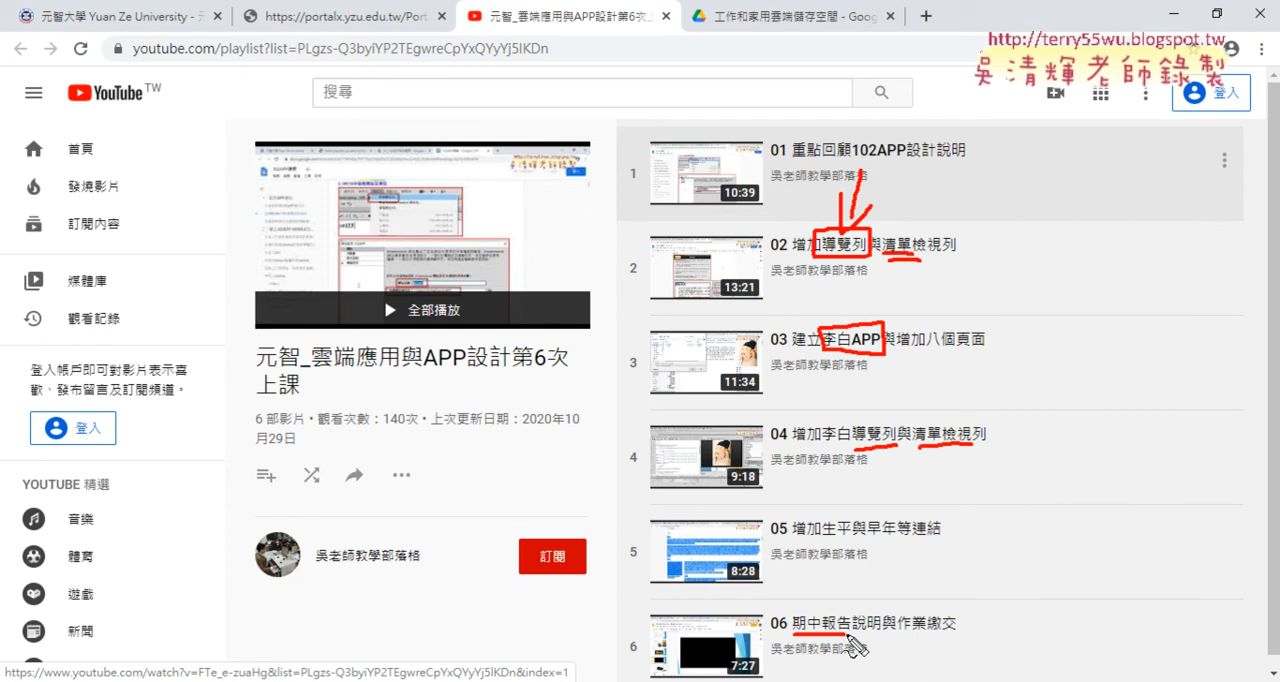 Yuan Ze University - 元智大學
https://portalx.yzu.edu.tw/Port
元智_雲端應用與APP設計第6次
工作和家用雲端儲存空間 - Goog
youtube.com/playlist?list=PLgzs-Q3byiYP2TEgwreCpYxQYyYj5lKDn
http://terry55wu.blogspot.tw
吳清輝老師錄製
YouTube TW
搜尋
登入
首頁
發燒影片
訂閱內容
媒體庫
觀看記錄
登入帳戶即可對影片表示喜
歡、發布留言及訂閱頻道。
登入
YOUTUBE 精選
音樂
體育
遊戲
新聞
全部播放
元智_雲端應用與APP設計第6次
上課
6 部影片・觀看次數：140次・上次更新日期：2020年10
月29日
吳老師教學部落格
訂閱
1
10:39
01 重點回顧102APP設計說明
吳老師教學部落格
2
13:21
02 增加導覽列與清單檢視列
吳老師教學部落格
3
11:34
03 建立李白APP與增加八個頁面
吳老師教學部落格
4
9:18
04 增加李白導覽列與清單檢視列
吳老師教學部落格
5
8:28
05 增加生平與早年等連結
吳老師教學部落格
6
7:27
06 期中報告說明與作業繳交
吳老師教學部落格
https://www.youtube.com/watch?v=FTe_e-zuaHg&list=PLgzs-Q3byiYP2TEgwreCpYxQYyYj5lKDn&index=1